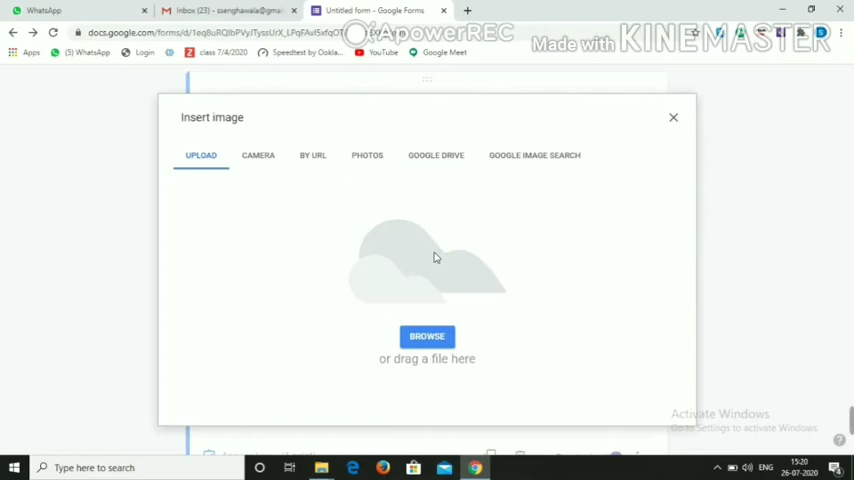 WhatsApp
Inbox (23) - ssenghawala@gmai
Untitled form - Google Forms
ApowerREC
Made with KINEMASTER
Apps
(5) WhatsApp
Login
class 7/4/2020
Speedtest by Ookla...
YouTube
Google Meet
Insert image
UPLOAD
CAMERA
BY URL
PHOTOS
GOOGLE DRIVE
GOOGLE IMAGE SEARCH
BROWSE
or drag a file here
Activate Windows
Go to Settings to activate Windows.
Type here to search
ENG
15:20
26-07-2020